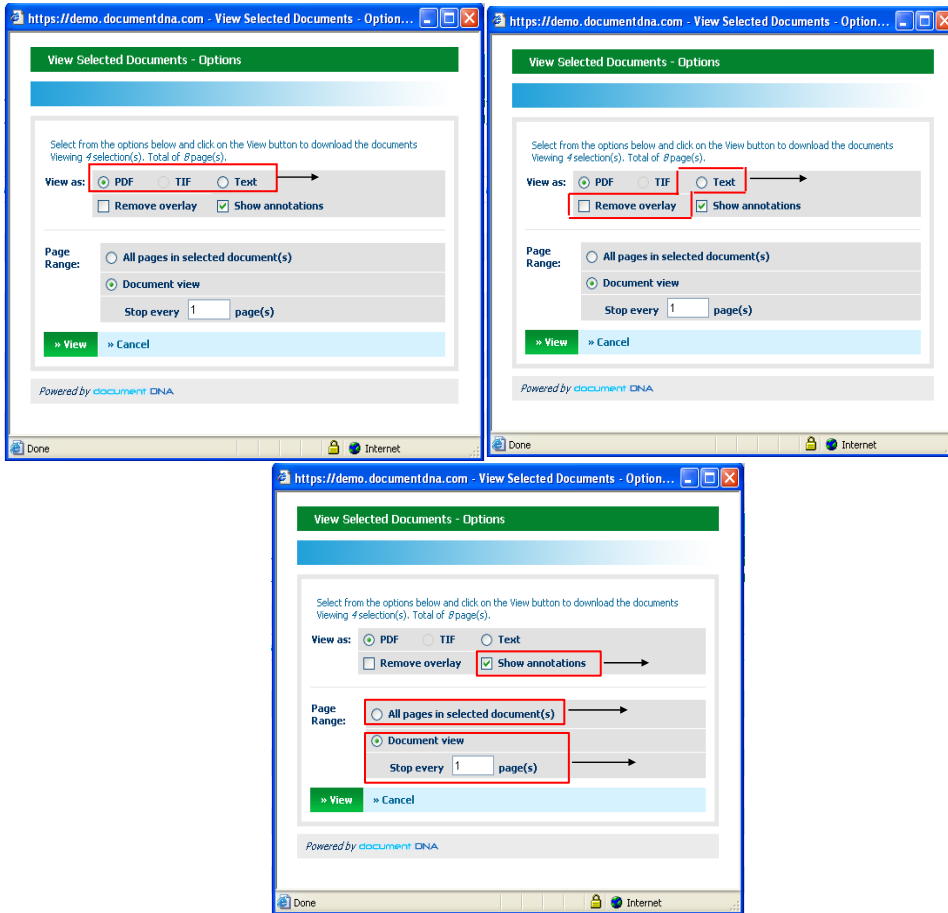 https://demo.documentdna.com - View Selected Documents - Option...
View Selected Documents - Options
Select from the options below and click on the View button to download the documents
Viewing 4 selection(s). Total of 8 page(s).
View as: PDF TIF Text
Remove overlay Show annotations
Page Range: All pages in selected document(s)
Document view
Stop every 1 page(s)
» View » Cancel
Powered by document DNA
Done Internet
https://demo.documentdna.com - View Selected Documents - Option...
View Selected Documents - Options
Select from the options below and click on the View button to download the documents
Viewing 4 selection(s). Total of 8 page(s).
View as: PDF TIF Text
Remove overlay Show annotations
Page Range: All pages in selected document(s)
Document view
Stop every 1 page(s)
» View » Cancel
Powered by document DNA
Done Internet
https://demo.documentdna.com - View Selected Documents - Option...
View Selected Documents - Options
Select from the options below and click on the View button to download the documents
Viewing 4 selection(s). Total of 8 page(s).
View as: PDF TIF Text
Remove overlay Show annotations
Page Range: All pages in selected document(s)
Document view
Stop every 1 page(s)
» View » Cancel
Powered by document DNA
Done Internet